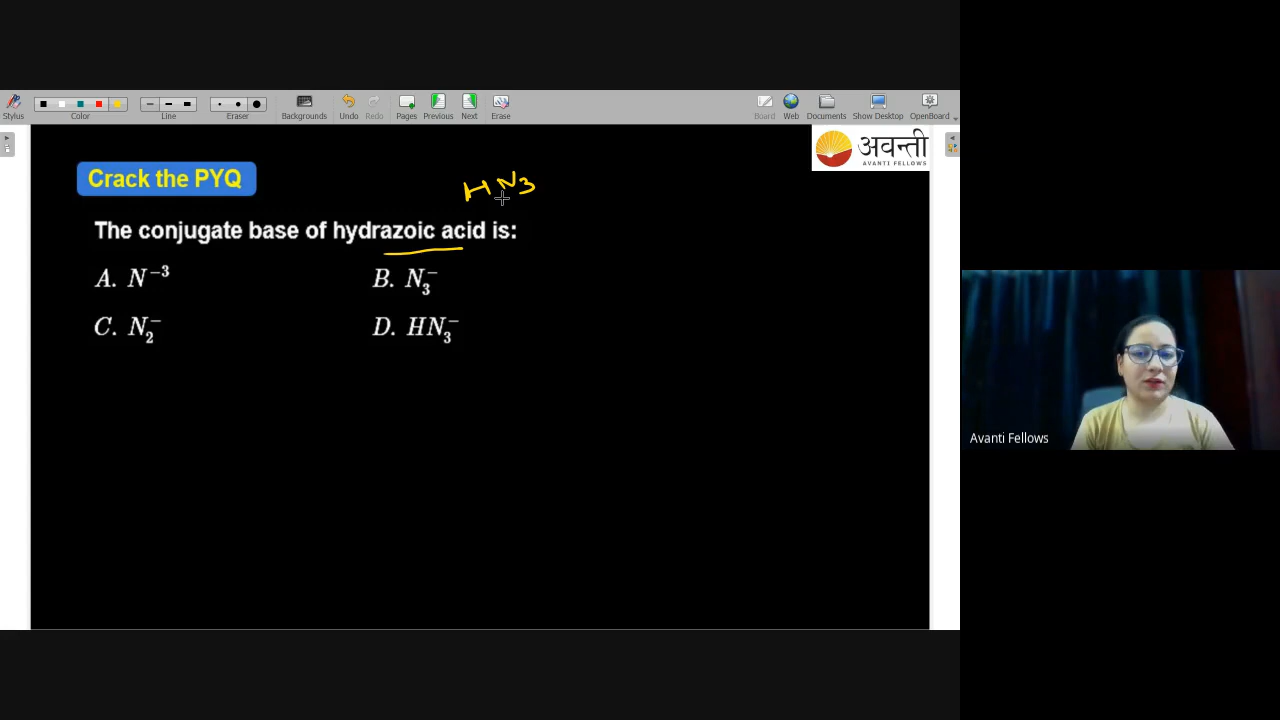 Stylus
Color
Line
Eraser
Backgrounds
Undo
Redo
Pages
Previous
Next
Erase
Board
Web
Documents
Show Desktop
OpenBoard
अवन्ती
AVANTI FELLOWS
Crack the PYQ
HN3
The conjugate base of hydrazoic acid is:
A. N⁻³
B. N₃⁻
C. N₂⁻
D. HN₃⁻
Avanti Fellows